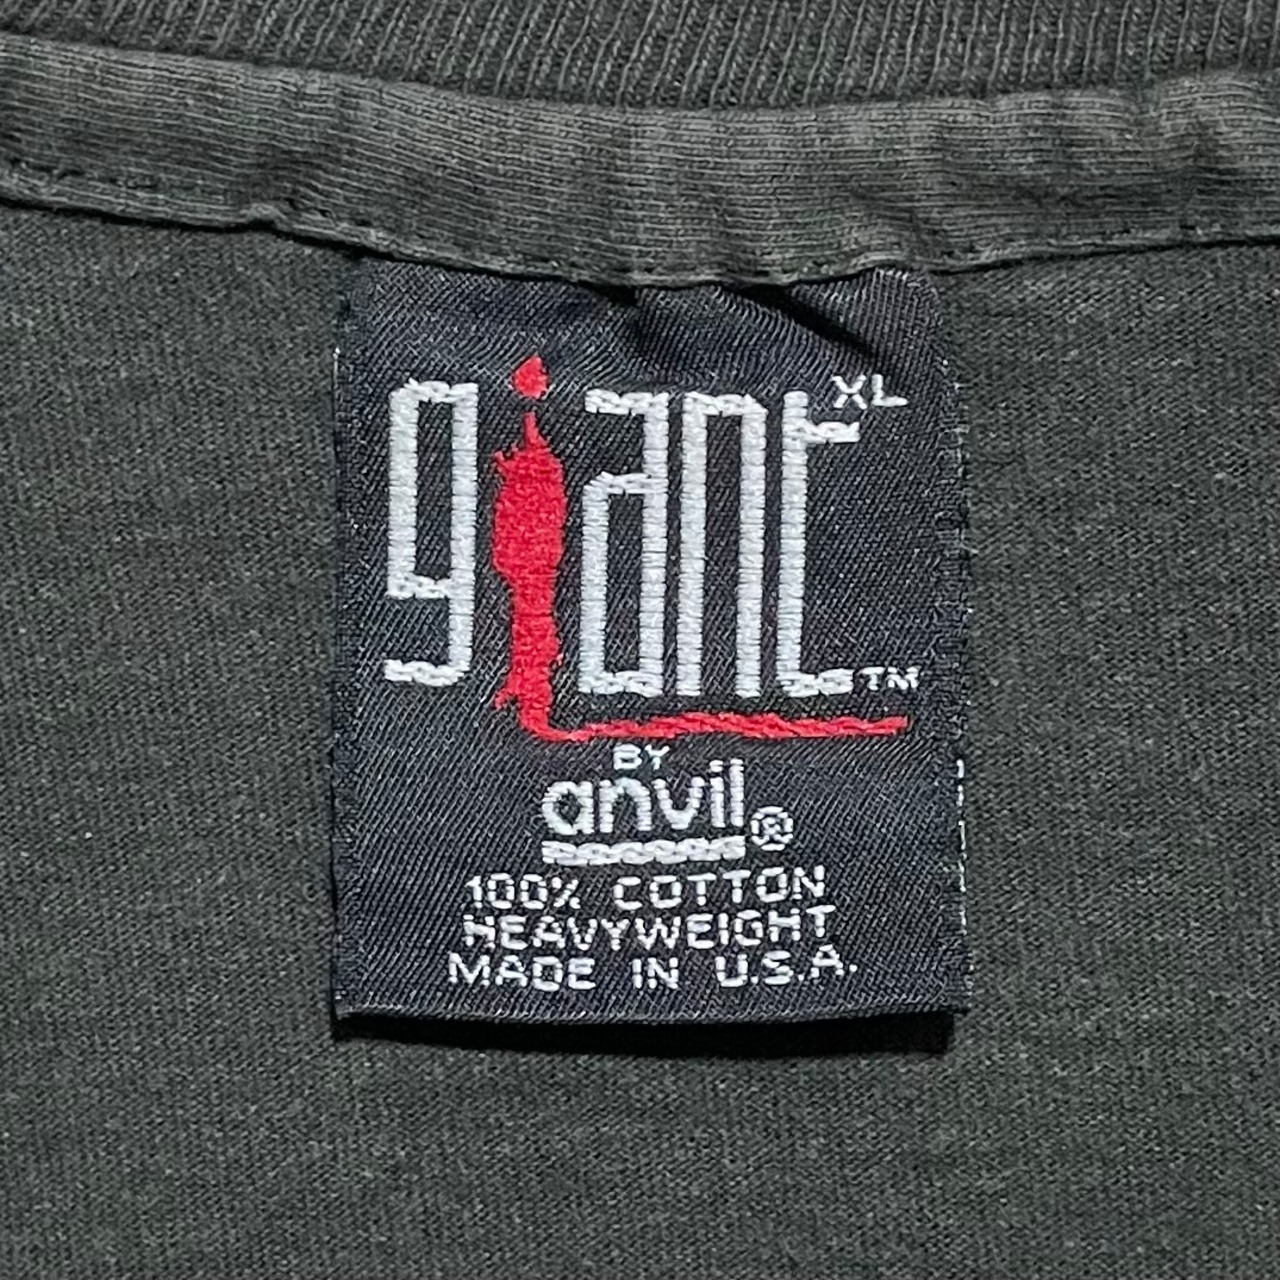 giant XL
TM
BY
anvil®
100% COTTON
HEAVYWEIGHT
MADE IN U.S.A.